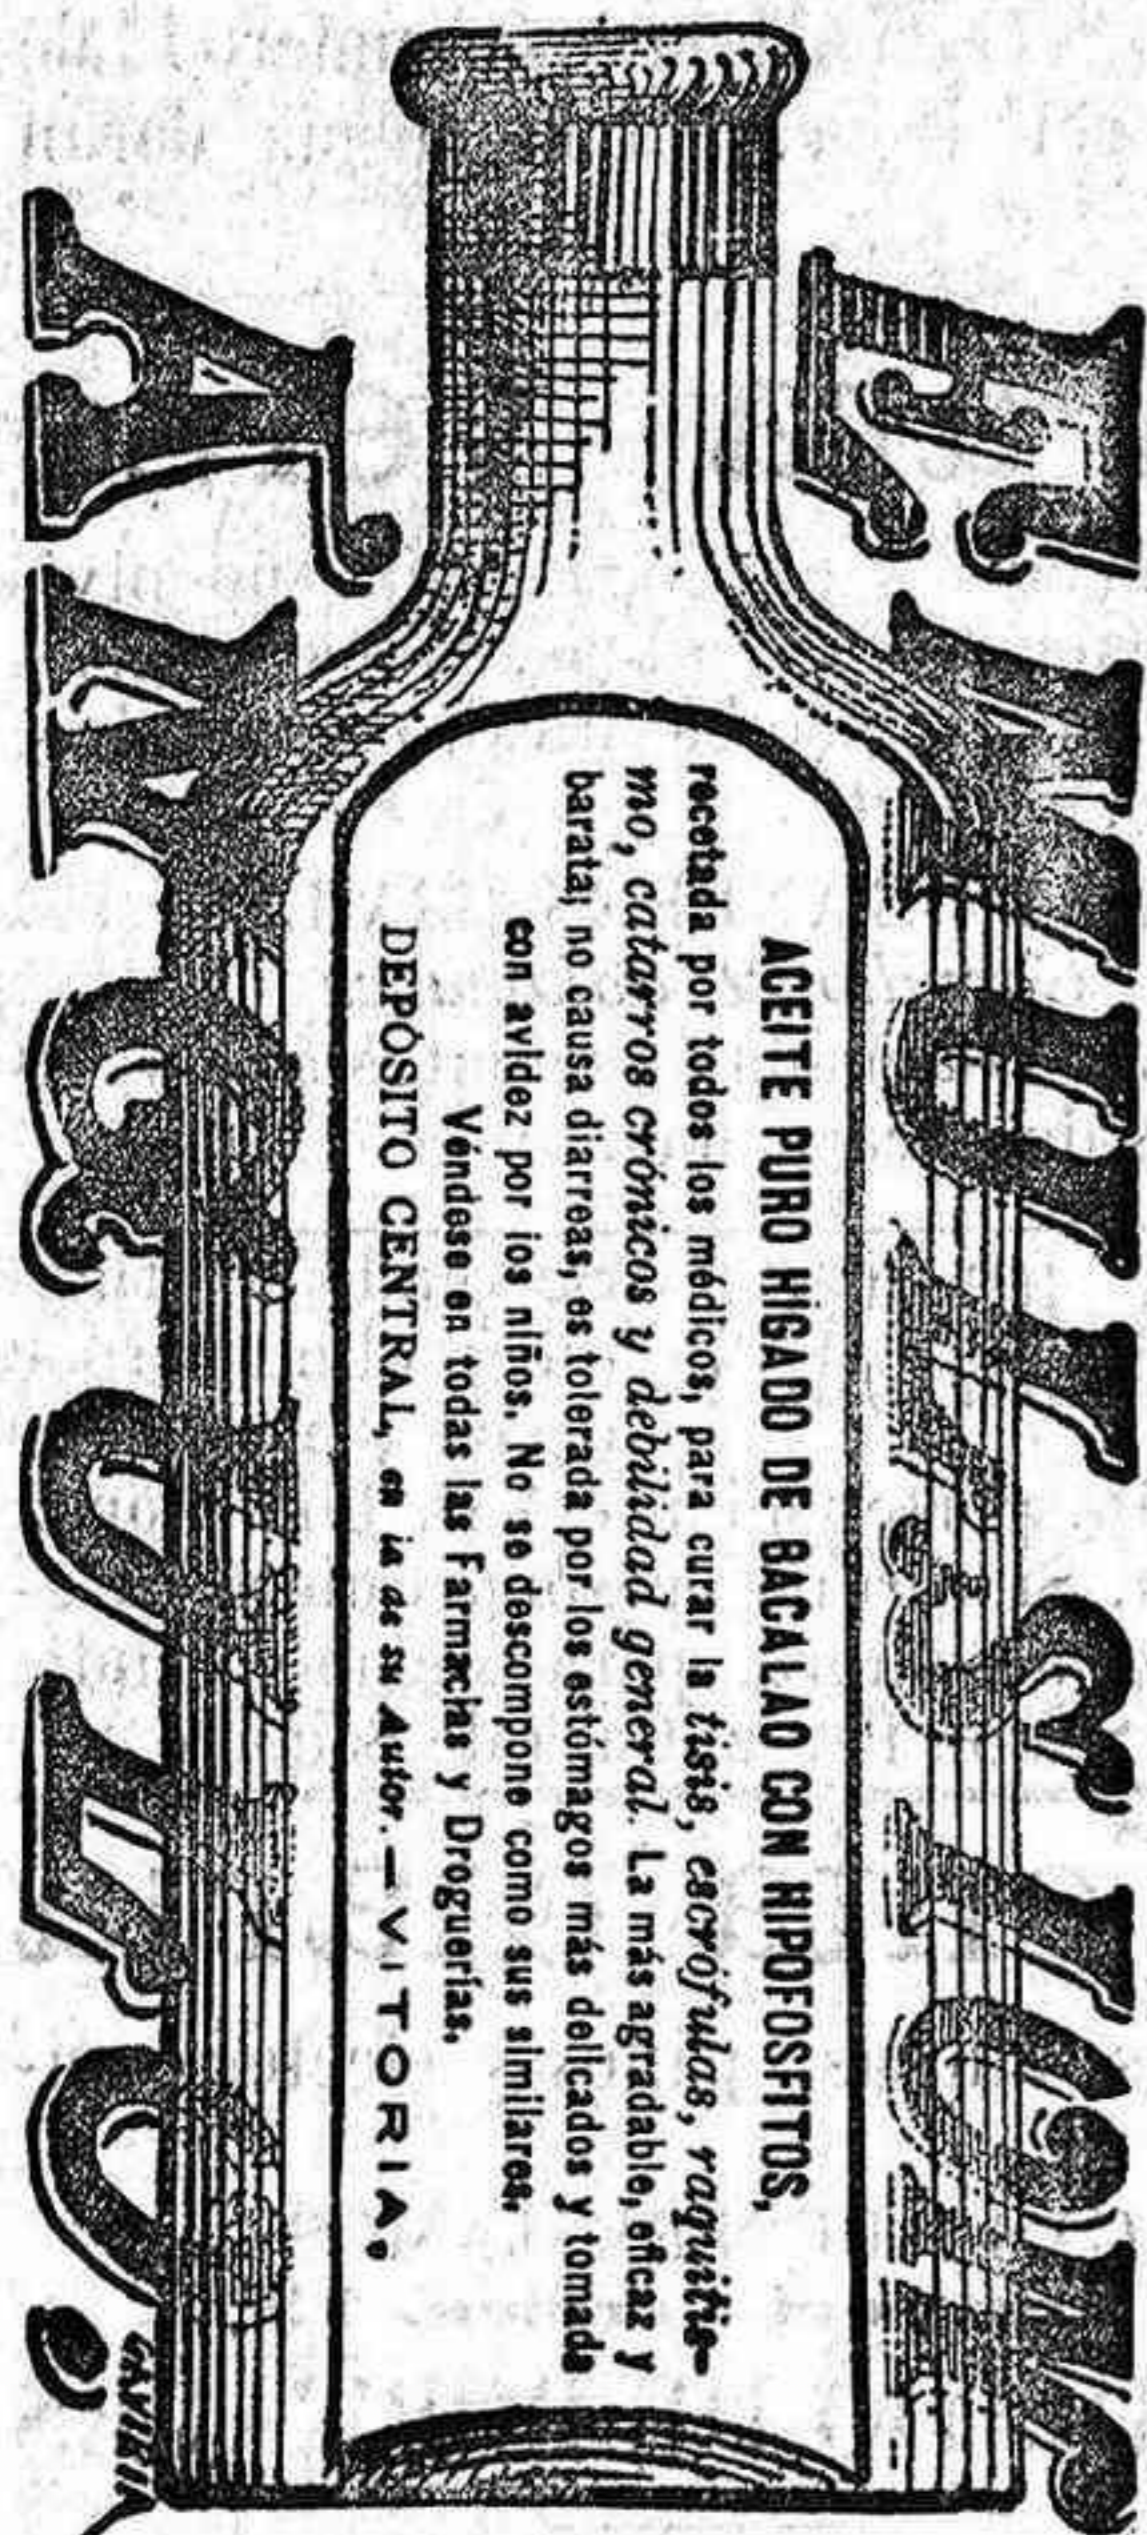 EMULSION
ACEITE PURO HÍGADO DE BACALAO CON HIPOFOSFITOS,
recetada por todos los médicos, para curar la tisis, escrófulas, raquitis-
mo, catarros crónicos y debilidad general. La más agradable, eficaz y
barata; no causa diarreas, es tolerada por los estómagos más delicados y tomada
con avidez por los niños. No se descompone como sus similares.
Véndese en todas las Farmacias y Droguerías.
DEPÓSITO CENTRAL, en la de su Autor.—VITORIA.